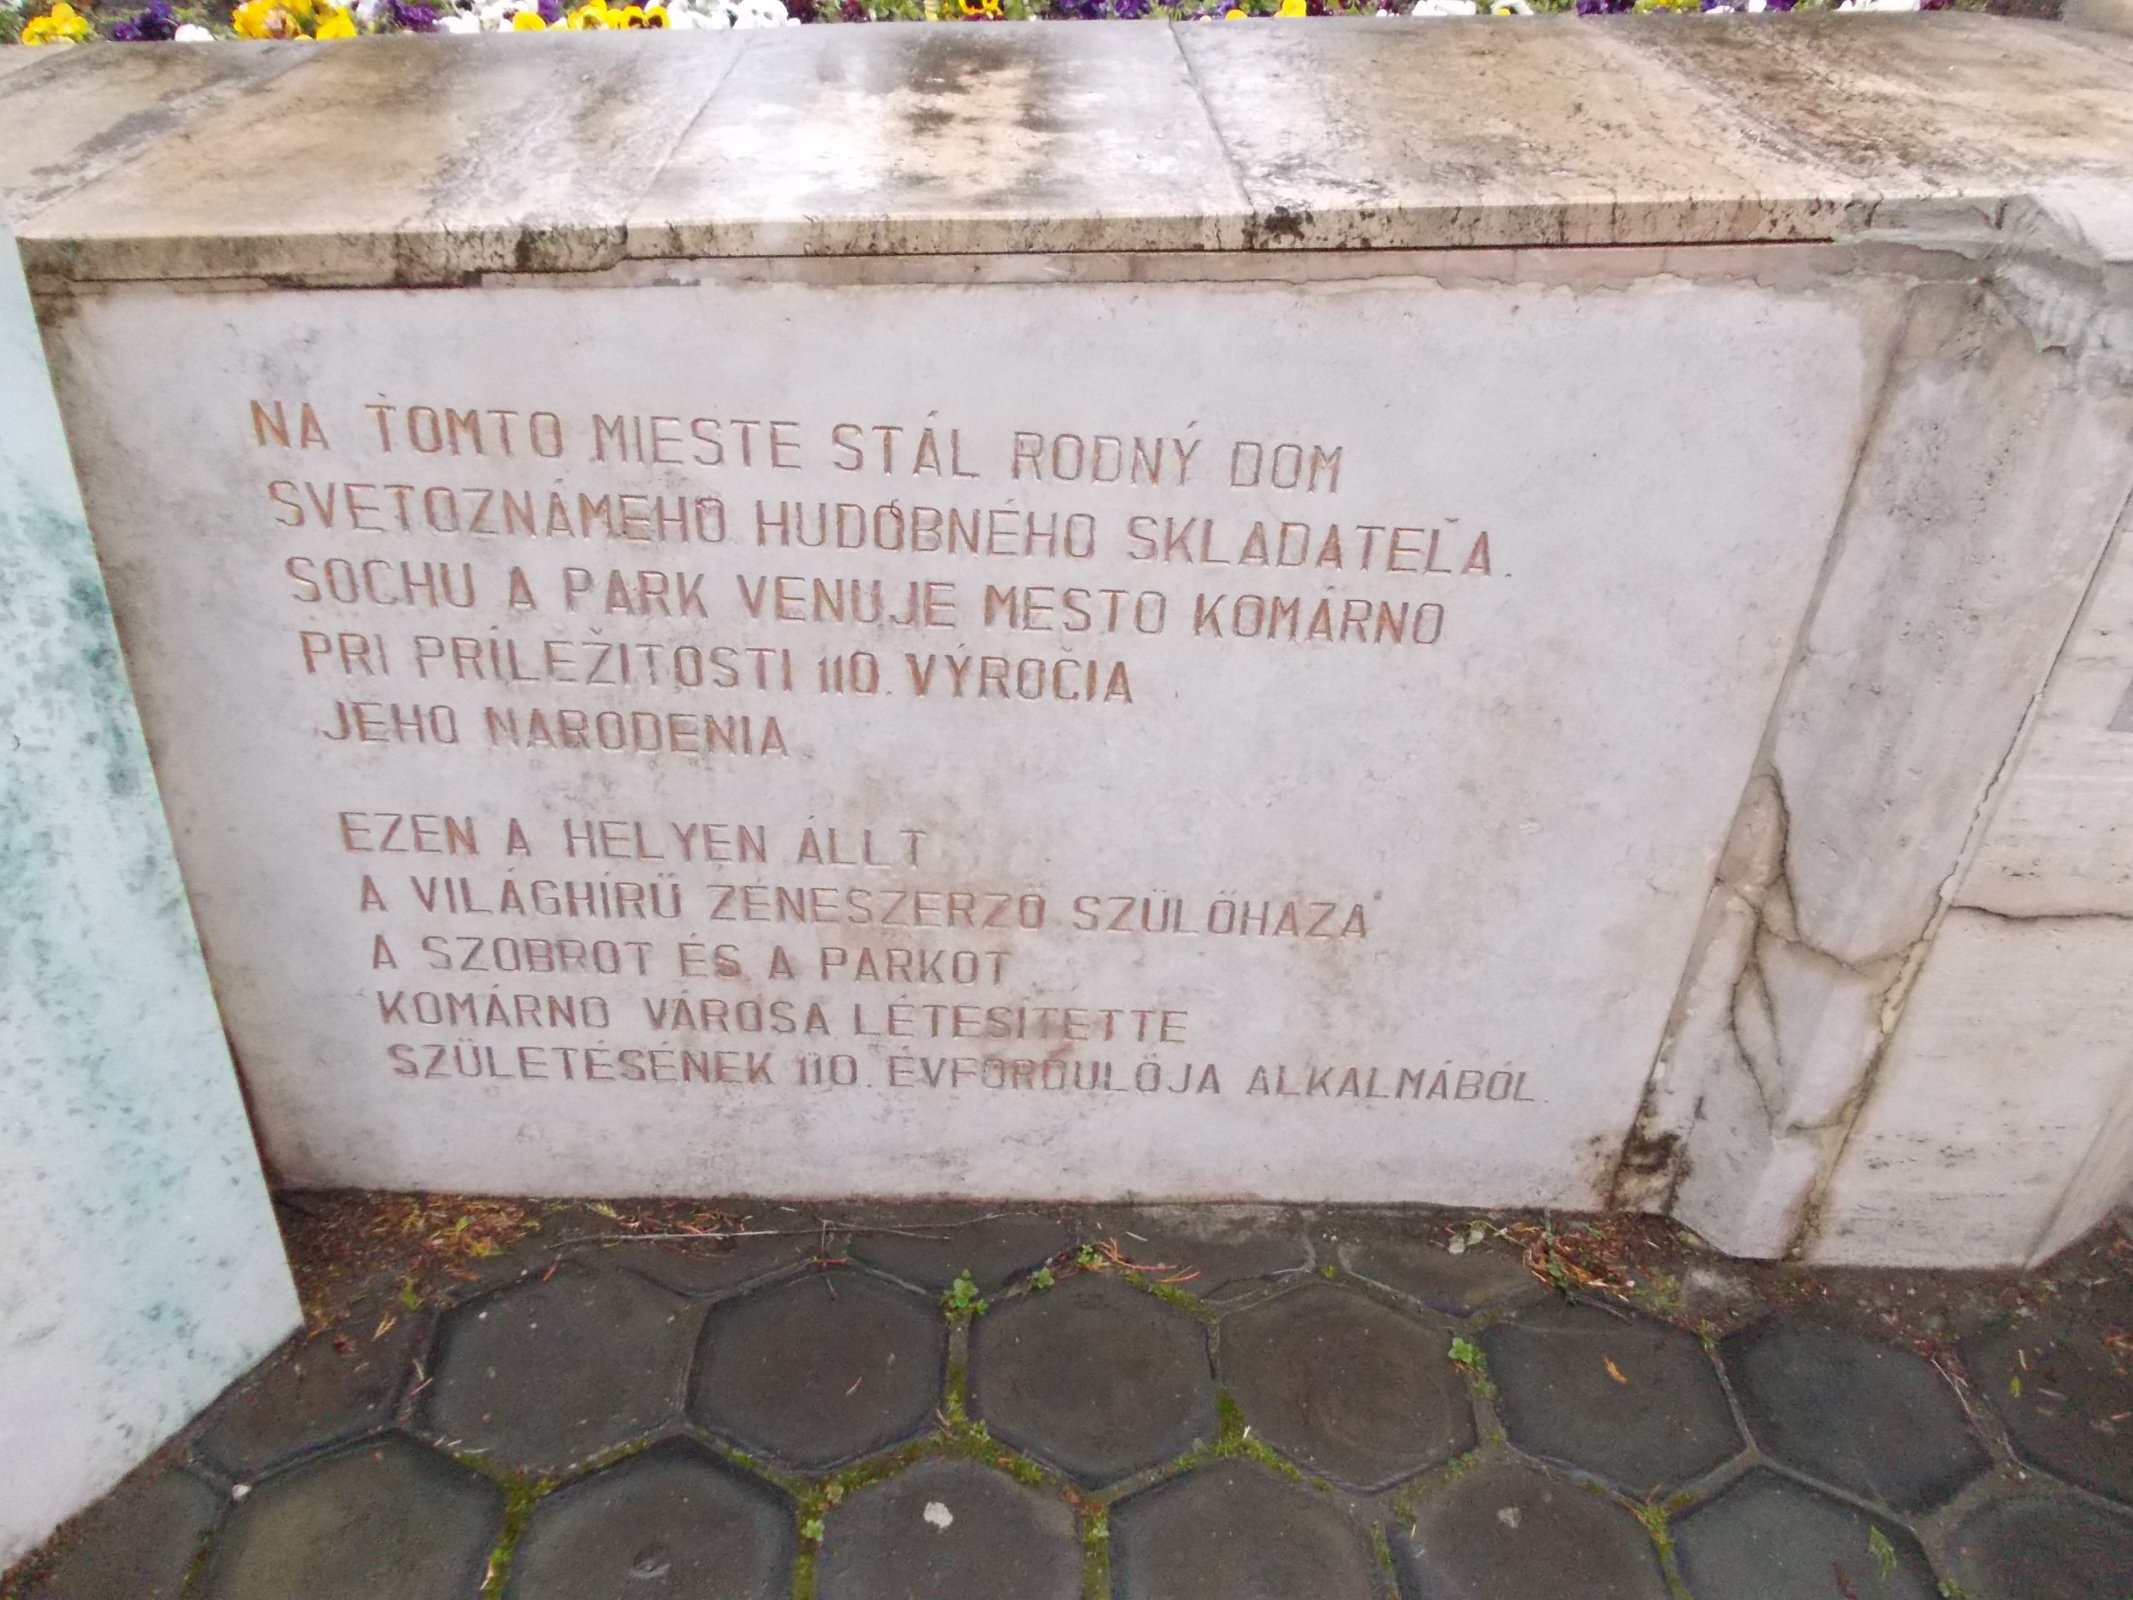 NA TOMTO MIESTE STÁL RODNÝ DOM
SVETOZNÁMEHO HUDOBNÉHO SKLADATEĽA.
SOCHU A PARK VENUJE MESTO KOMÁRNO
PRI PRÍLEŽITOSTI 110. VÝROČIA
JEHO NARODENIA
EZEN A HELYEN ÁLLT
A VILÁGHÍRŰ ZENESZERZŐ SZÜLŐHÁZA
A SZOBROT ÉS A PARKOT
KOMÁRNO VÁROSA LÉTESÍTETTE
SZÜLETÉSÉNEK 110. ÉVFORDULÓJA ALKALMÁBÓL.